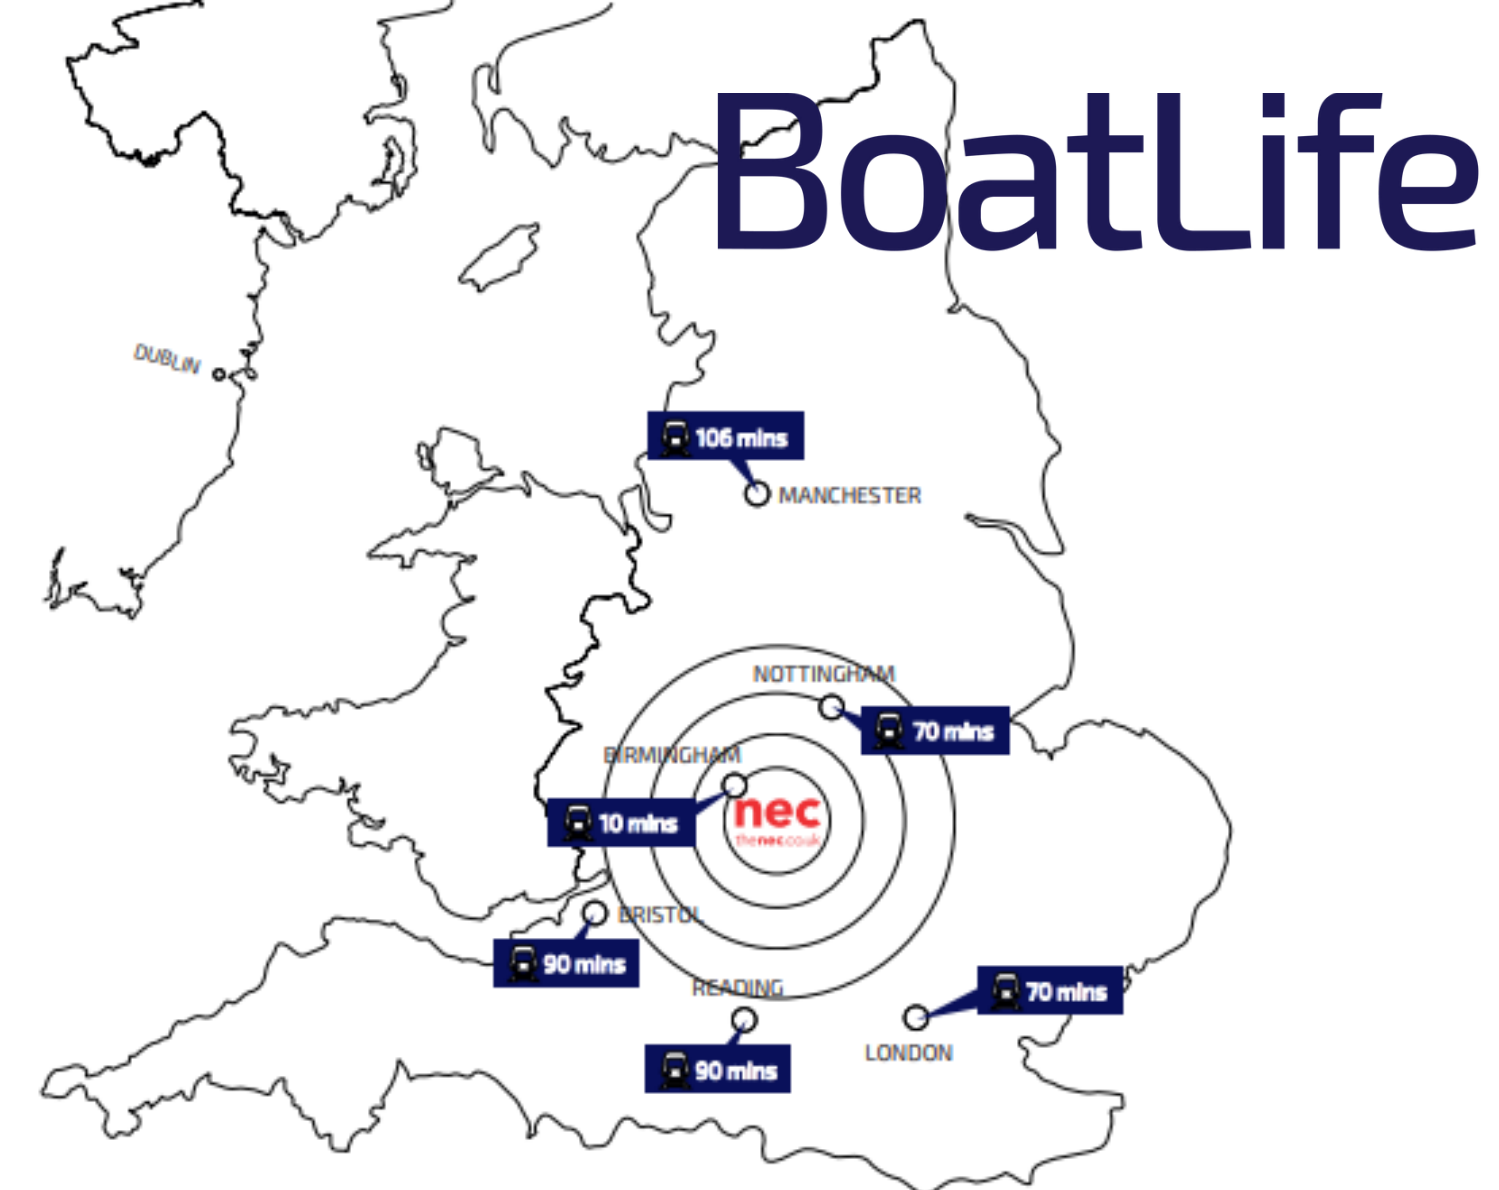 BoatLife
DUBLIN
106 mins
MANCHESTER
NOTTINGHAM
70 mins
BIRMINGHAM
10 mins
nec
thenec.co.uk
BRISTOL
90 mins
READING
90 mins
70 mins
LONDON